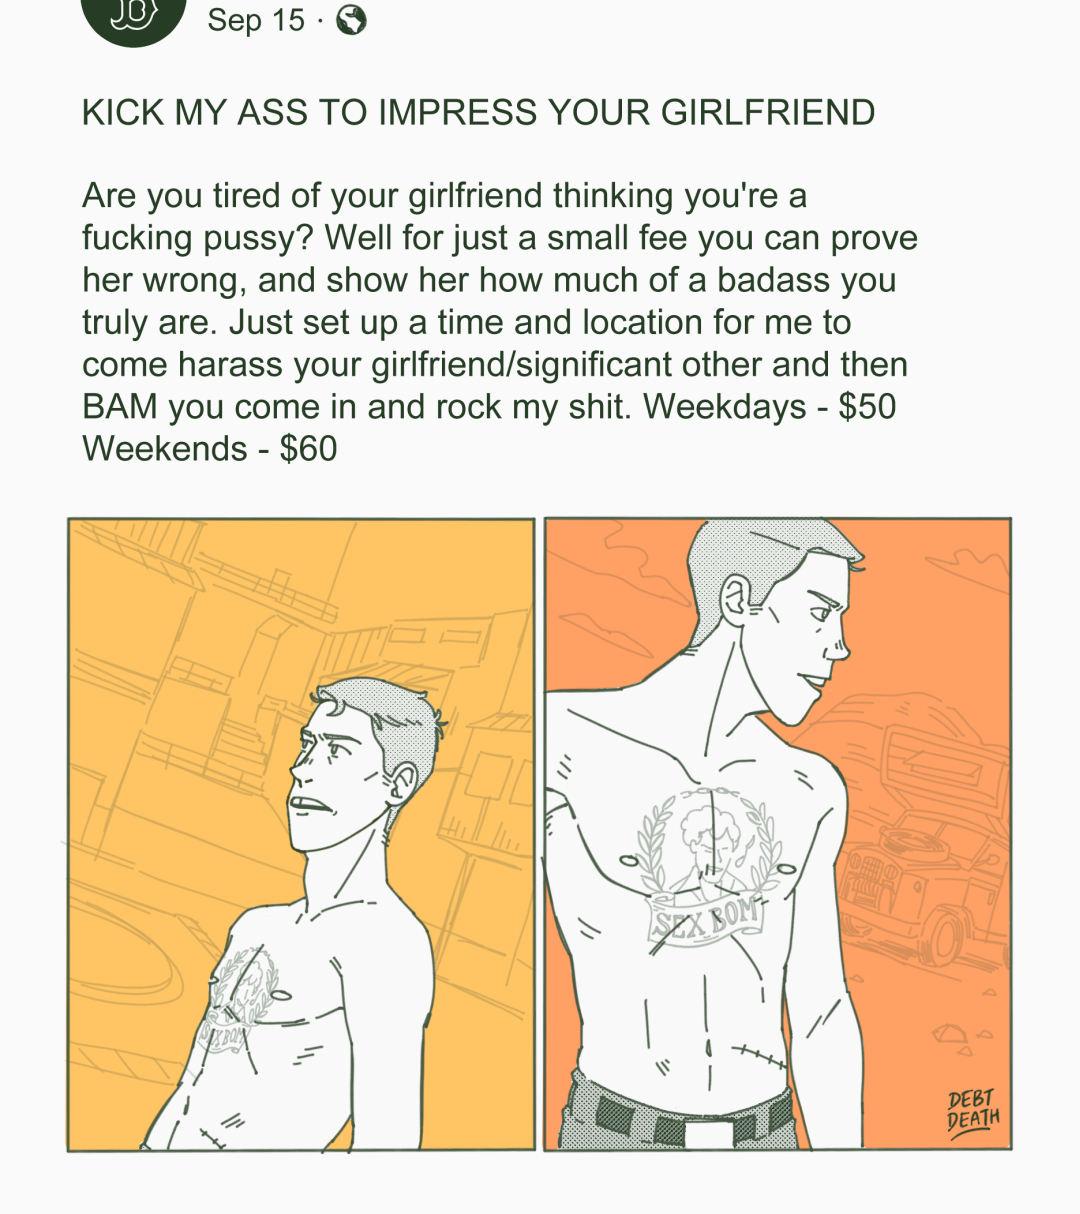 B
Sep 15 ·
KICK MY ASS TO IMPRESS YOUR GIRLFRIEND
Are you tired of your girlfriend thinking you're a
fucking pussy? Well for just a small fee you can prove
her wrong, and show her how much of a badass you
truly are. Just set up a time and location for me to
come harass your girlfriend/significant other and then
BAM you come in and rock my shit. Weekdays - $50
Weekends - $60
SEX BOM
SEX BOM
DEBT
DEATH